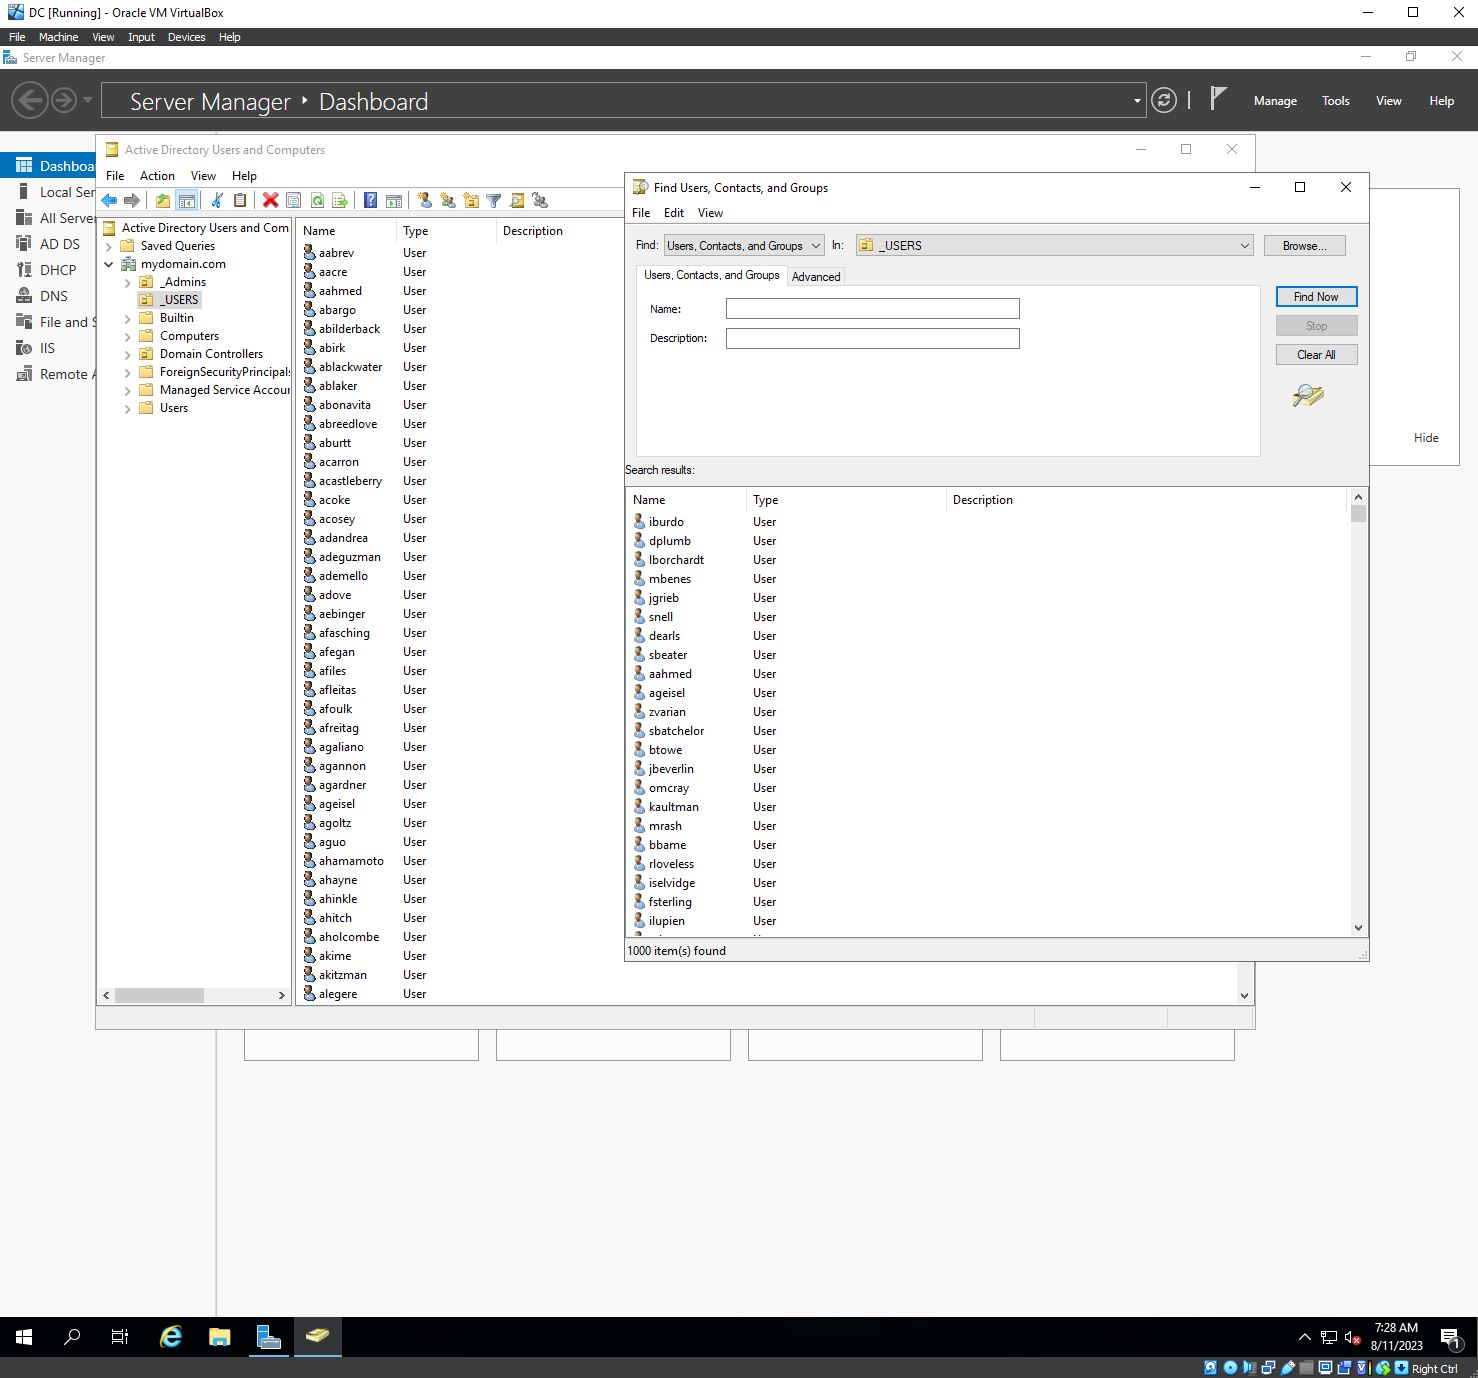 DC [Running] - Oracle VM VirtualBox
File Machine View Input Devices Help
Server Manager
Server Manager ‣ Dashboard
Manage Tools View Help
Dashboa
Local Ser
All Server
AD DS
DHCP
DNS
File and S
IIS
Remote A
Active Directory Users and Computers
File Action View Help
Active Directory Users and Com
Saved Queries
mydomain.com
_Admins
_USERS
Builtin
Computers
Domain Controllers
ForeignSecurityPrincipals
Managed Service Accour
Users
Name Type Description
aabrev User
aacre User
aahmed User
abargo User
abilderback User
abirk User
ablackwater User
ablaker User
abonavita User
abreedlove User
aburtt User
acarron User
acastleberry User
acoke User
acosey User
adandrea User
adeguzman User
ademello User
adove User
aebinger User
afasching User
afegan User
afiles User
afleitas User
afoulk User
afreitag User
agaliano User
agannon User
agardner User
ageisel User
agoltz User
aguo User
ahamamoto User
ahayne User
ahinkle User
ahitch User
aholcombe User
akime User
akitzman User
alegere User
Find Users, Contacts, and Groups
File Edit View
Find: Users, Contacts, and Groups In: _USERS Browse...
Users, Contacts, and Groups Advanced
Name:
Description:
Find Now
Stop
Clear All
Hide
Search results:
Name Type Description
iburdo User
dplumb User
lborchardt User
mbenes User
jgrieb User
snell User
dearls User
sbeater User
aahmed User
ageisel User
zvarian User
sbatchelor User
btowe User
jbeverlin User
omcray User
kaultman User
mrash User
bbame User
rloveless User
iselvidge User
fsterling User
ilupien User
1000 item(s) found
7:28 AM
8/11/2023
1
Right Ctrl